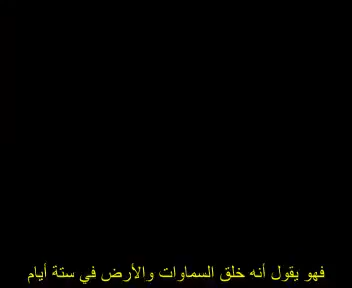 فهو يقول أنه خلق السماوات والأرض في ستة أيام